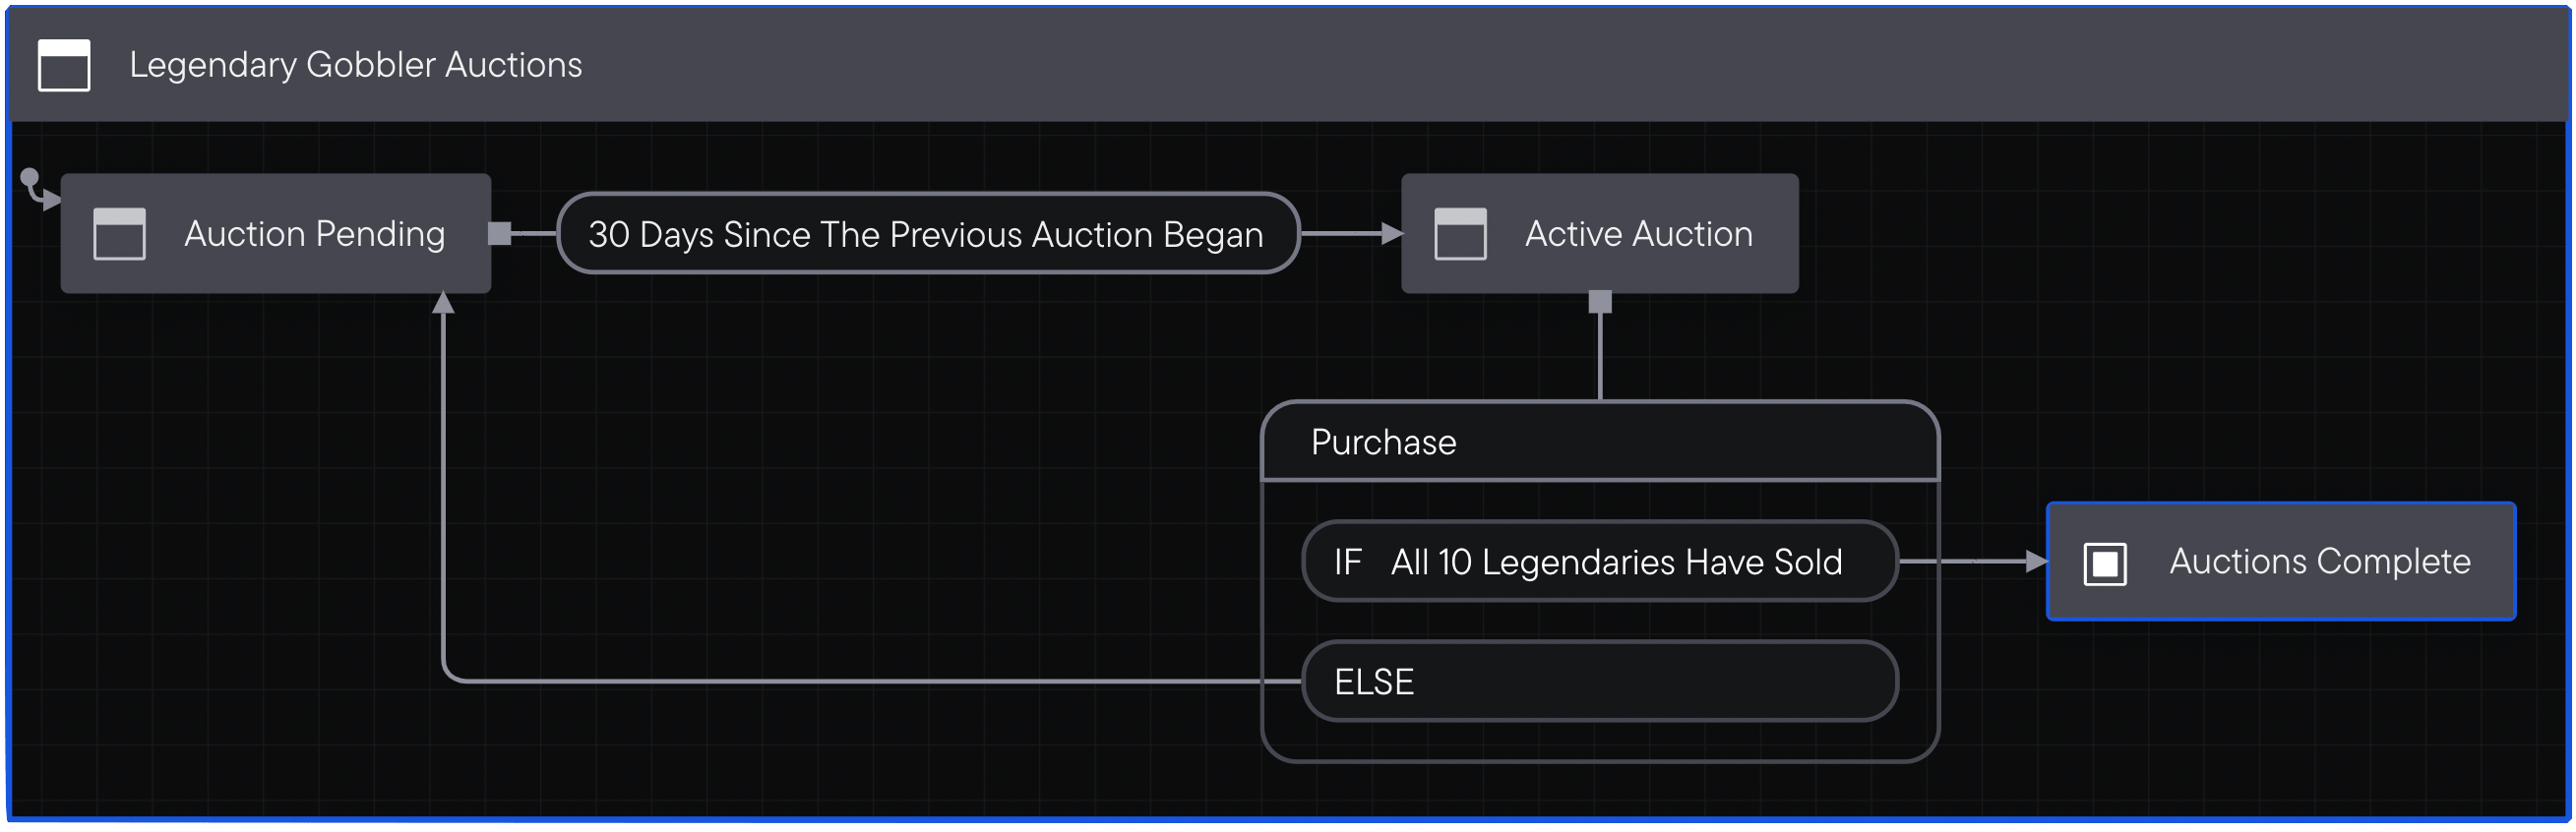 Legendary Gobbler Auctions
Auction Pending
30 Days Since The Previous Auction Began
Active Auction
Purchase
IF All 10 Legendaries Have Sold
Auctions Complete
ELSE